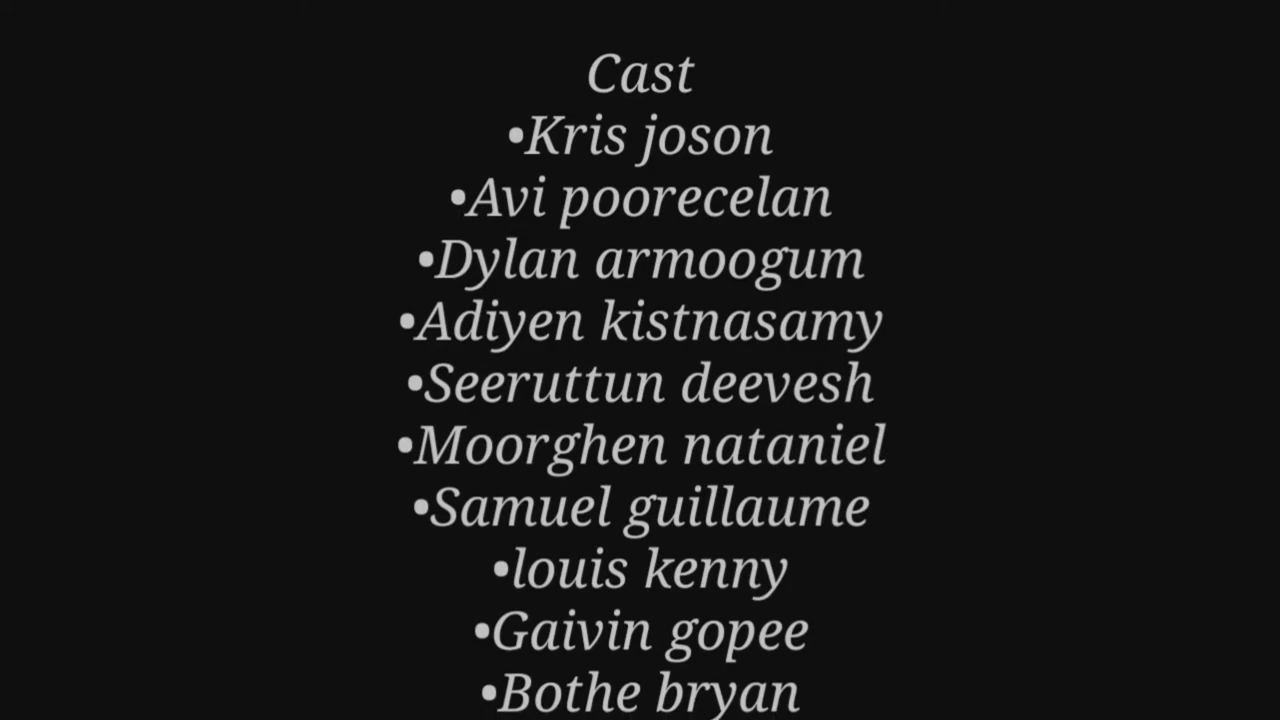 Cast
•Kris joson
•Avi poorecelan
•Dylan armoogum
•Adiyen kistnasamy
•Seeruttun deevesh
•Moorghen nataniel
•Samuel guillaume
•louis kenny
•Gaivin gopee
•Bothe bryan